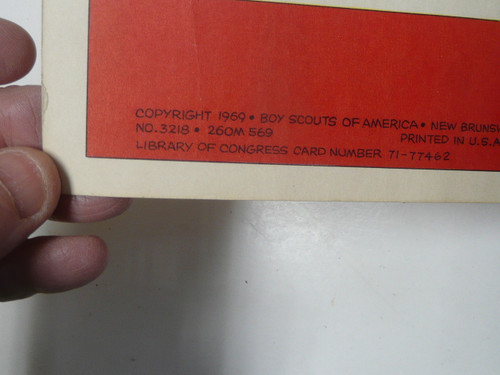 COPYRIGHT 1969 • BOY SCOUTS OF AMERICA • NEW BRUNSW
NO. 3218 • 260M 569 PRINTED IN U.S.A
LIBRARY OF CONGRESS CARD NUMBER 71-77462